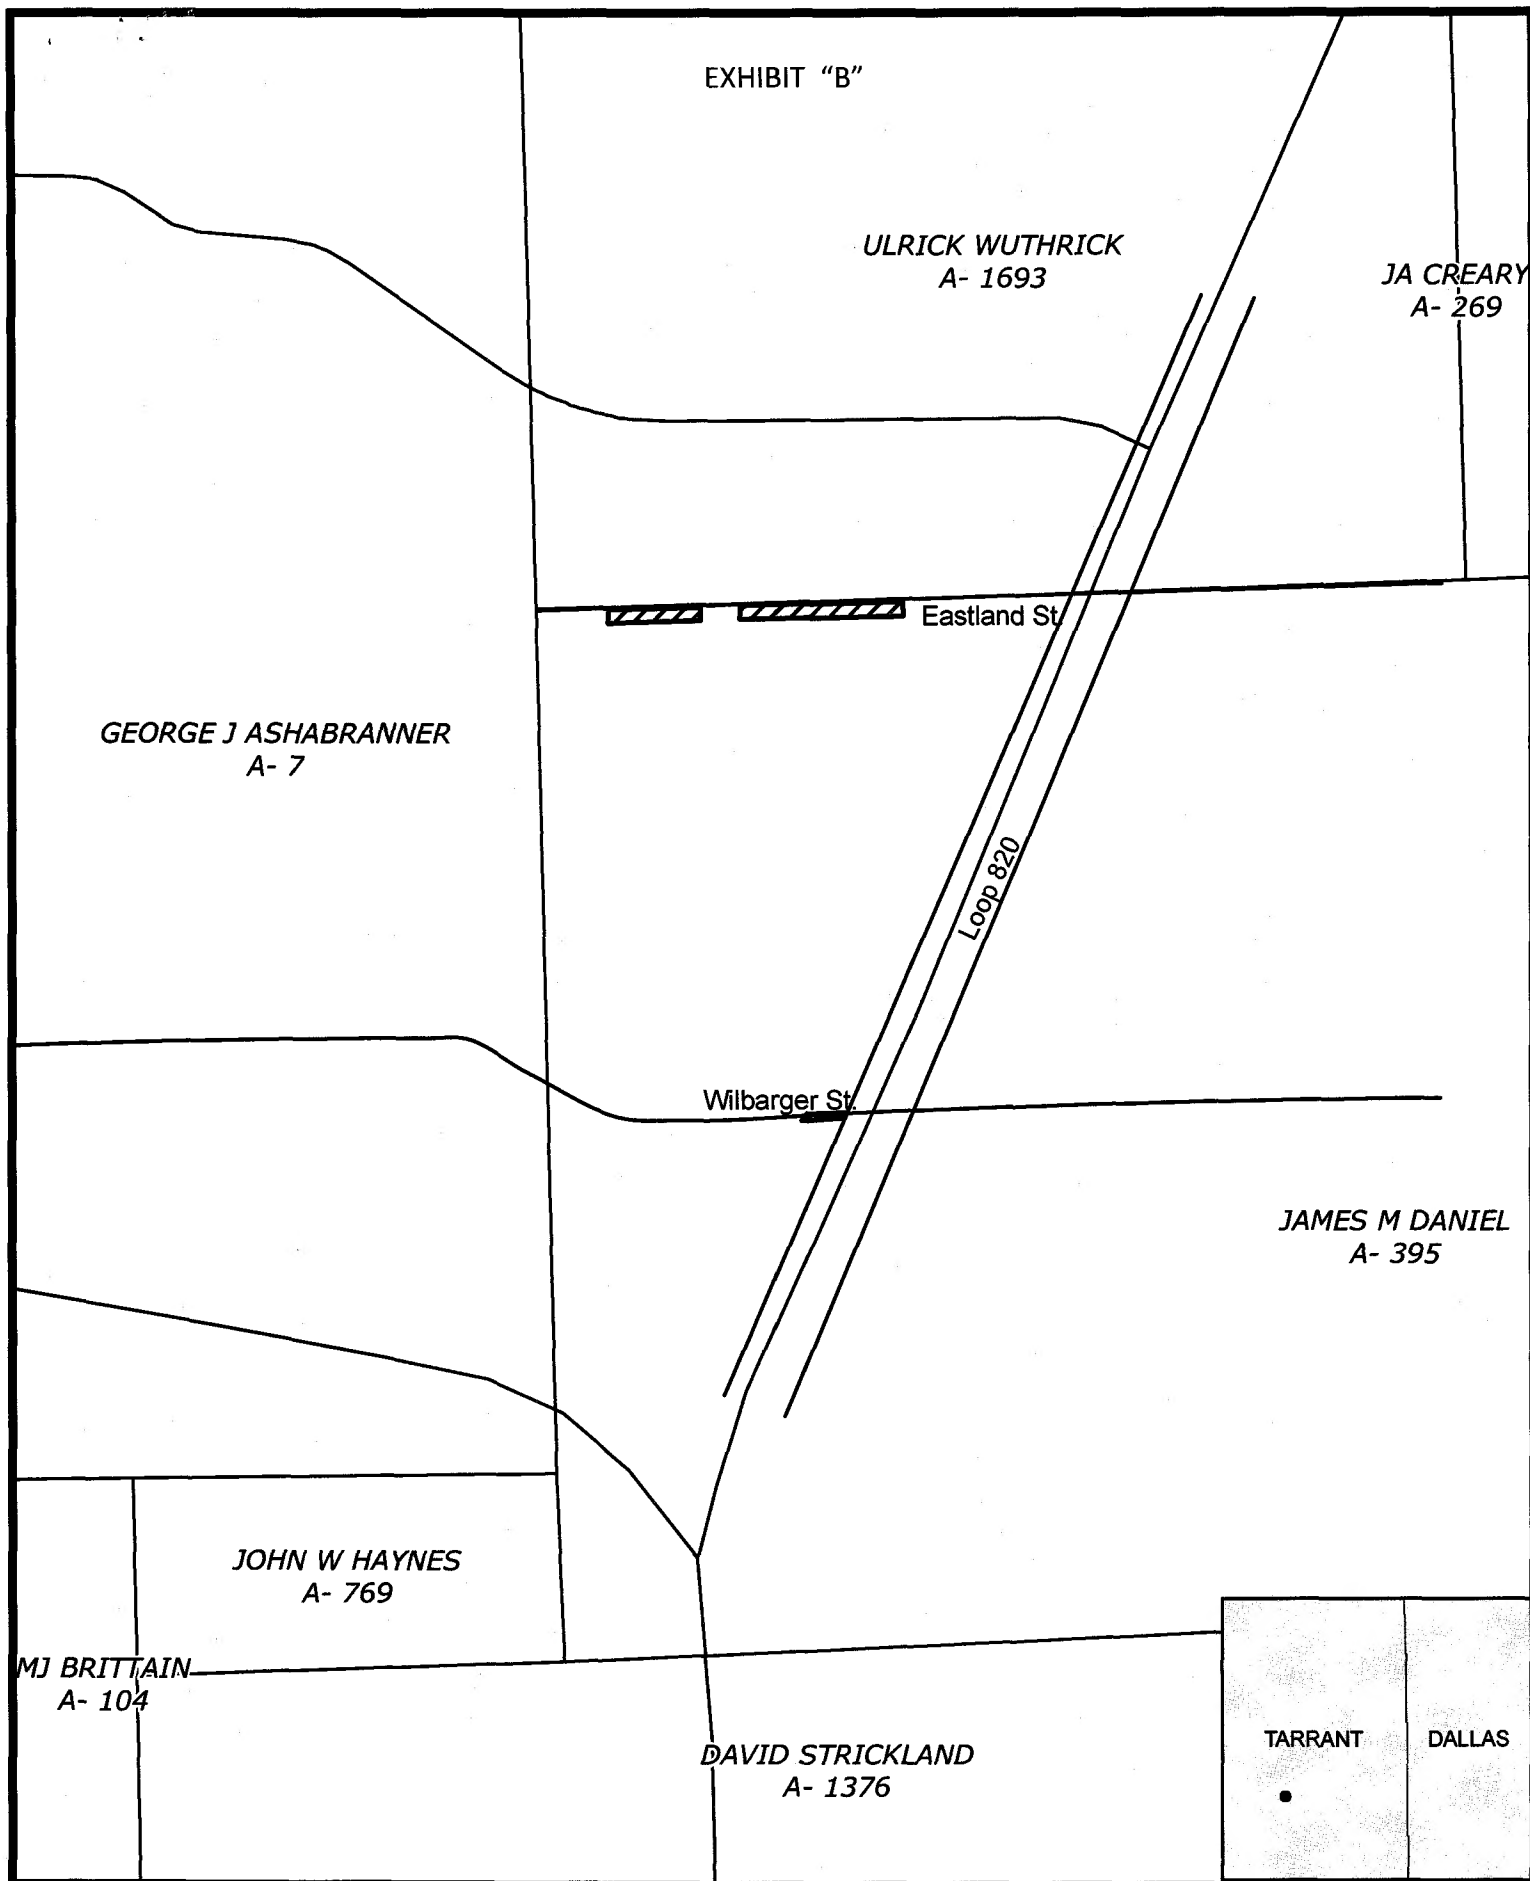 EXHIBIT "B"
ULRICK WUTHRICK
A- 1693
JA CREARY
A- 269
Eastland St.
GEORGE J ASHABRANNER
A- 7
Loop 820
Wilbarger St.
JAMES M DANIEL
A- 395
JOHN W HAYNES
A- 769
MJ BRITTAIN
A- 104
DAVID STRICKLAND
A- 1376
TARRANT
DALLAS